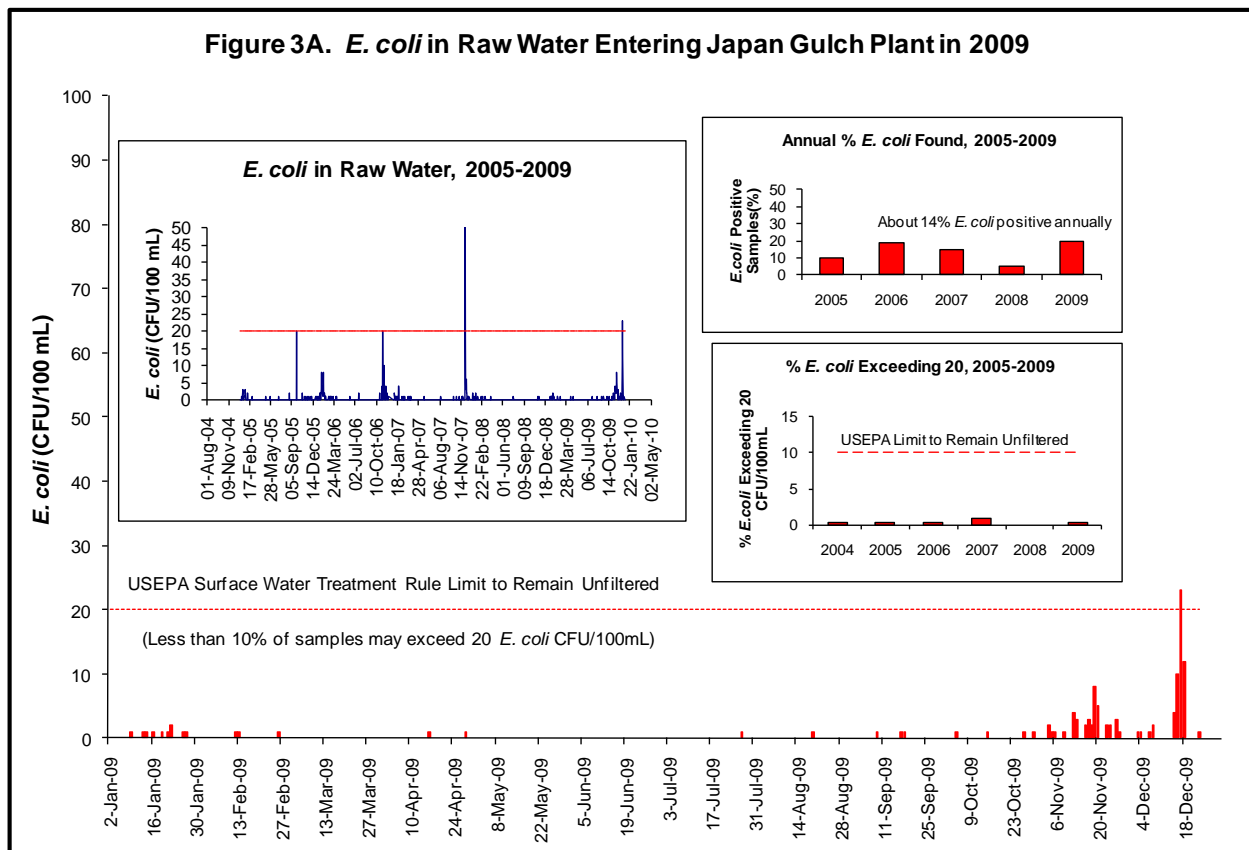 Figure 3A. E. coli in Raw Water Entering Japan Gulch Plant in 2009
E. coli (CFU/100 mL)
100
90
80
70
60
50
40
30
20
10
0
E. coli in Raw Water, 2005-2009
E. coli (CFU/100 mL)
50
45
40
35
30
25
20
15
10
5
0
01-Aug-04
09-Nov-04
17-Feb-05
28-May-05
05-Sep-05
14-Dec-05
24-Mar-06
02-Jul-06
10-Oct-06
18-Jan-07
28-Apr-07
06-Aug-07
14-Nov-07
22-Feb-08
01-Jun-08
09-Sep-08
18-Dec-08
28-Mar-09
06-Jul-09
14-Oct-09
22-Jan-10
02-May-10
Annual % E. coli Found, 2005-2009
E.coli Positive
Samples(%)
50
40
30
20
10
0
About 14% E. coli positive annually
2005
2006
2007
2008
2009
% E. coli Exceeding 20, 2005-2009
% E.coli Exceeding 20
CFU/100mL
15
10
5
0
USEPA Limit to Remain Unfiltered
2004
2005
2006
2007
2008
2009
USEPA Surface Water Treatment Rule Limit to Remain Unfiltered
(Less than 10% of samples may exceed 20 E. coli CFU/100mL)
2-Jan-09
16-Jan-09
30-Jan-09
13-Feb-09
27-Feb-09
13-Mar-09
27-Mar-09
10-Apr-09
24-Apr-09
8-May-09
22-May-09
5-Jun-09
19-Jun-09
3-Jul-09
17-Jul-09
31-Jul-09
14-Aug-09
28-Aug-09
11-Sep-09
25-Sep-09
9-Oct-09
23-Oct-09
6-Nov-09
20-Nov-09
4-Dec-09
18-Dec-09